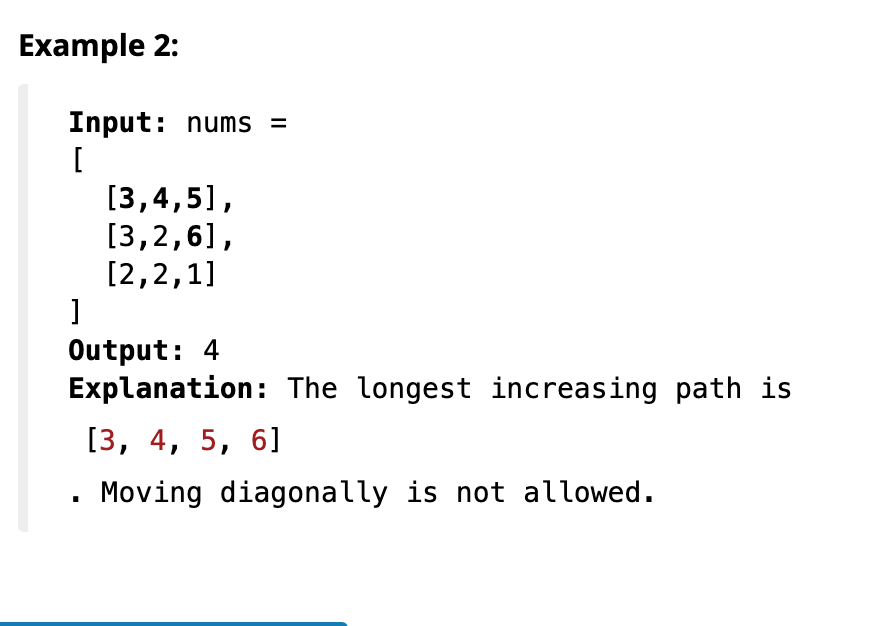 Example 2:
Input: nums =
[
  [3,4,5],
  [3,2,6],
  [2,2,1]
]
Output: 4
Explanation: The longest increasing path is
[3, 4, 5, 6]
. Moving diagonally is not allowed.